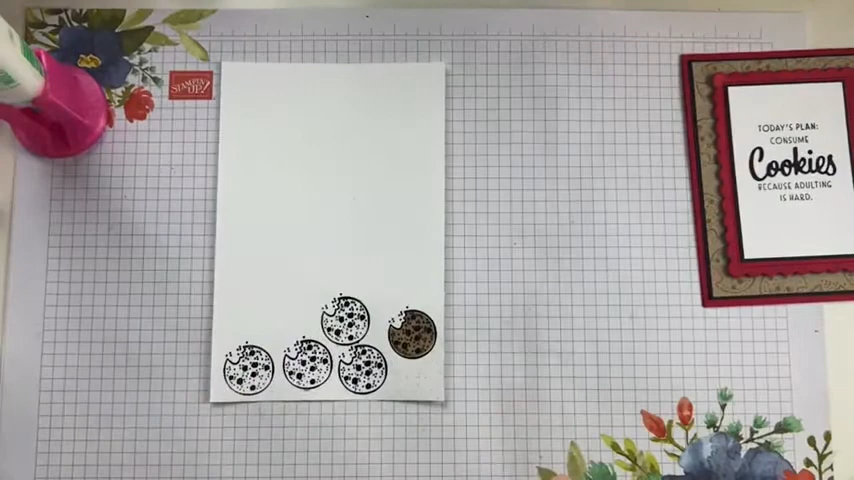 STAMPIN' UP!
TODAY'S PLAN:
CONSUME
Cookies
BECAUSE ADULTING
IS HARD.